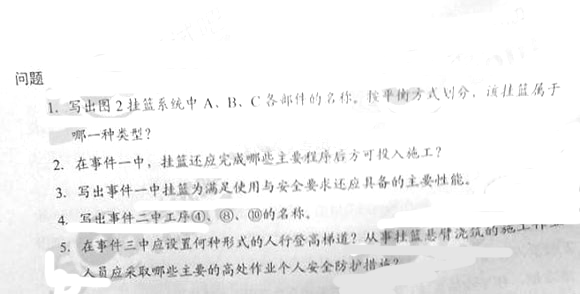 问题
1. 写出图 2 挂篮系统中 A、B、C 各部件的名称。按平衡方式划分,该挂篮属于
哪一种类型?
2. 在事件一中,挂篮还应完成哪些主要程序后方可投入施工?
3. 写出事件一中挂篮为满足使用与安全要求还应具备的主要性能。
4. 写出事件二中工序④、⑧、⑩的名称。
5. 在事件三中应设置何种形式的人行登高梯道?从事挂篮悬臂浇筑的施工作业
人员应采取哪些主要的高处作业个人安全防护措施?